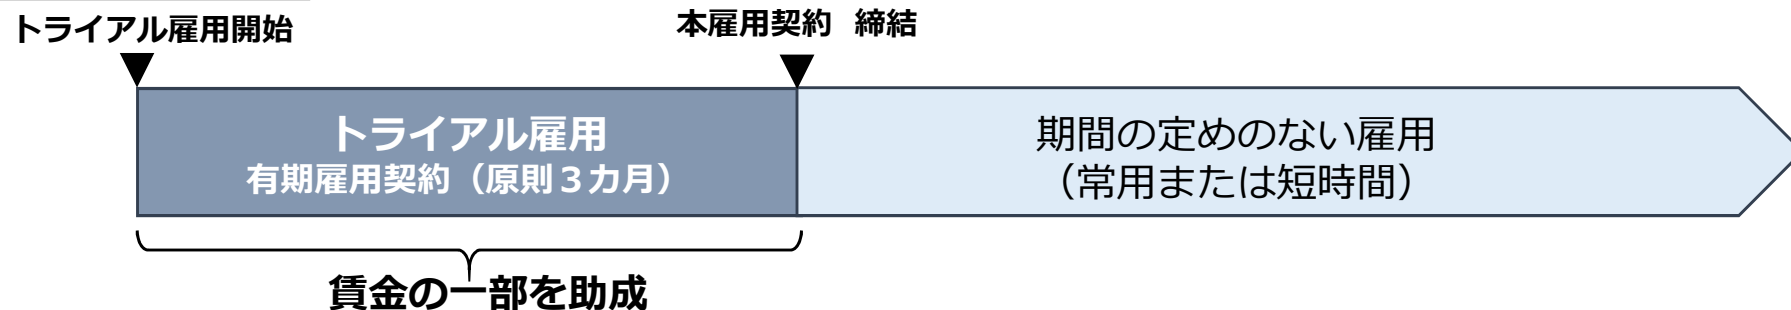 トライアル雇用開始
本雇用契約 締結
トライアル雇用
有期雇用契約（原則３カ月）
期間の定めのない雇用
（常用または短時間）
賃金の一部を助成